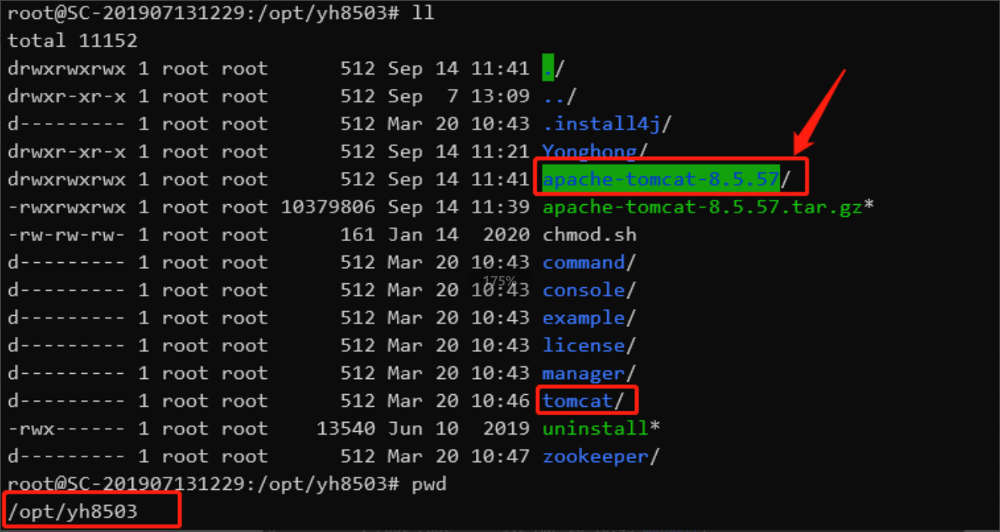 root@SC-201907131229:/opt/yh8503# ll
total 11152
drwxrwxrwx 1 root root      512 Sep 14 11:41 ./
drwxr-xr-x 1 root root      512 Sep  7 13:09 ../
d--------- 1 root root      512 Mar 20 10:43 .install4j/
drwxr-xr-x 1 root root      512 Sep 14 11:21 Yonghong/
drwxrwxrwx 1 root root      512 Sep 14 11:41 apache-tomcat-8.5.57/
-rwxrwxrwx 1 root root 10379806 Sep 14 11:39 apache-tomcat-8.5.57.tar.gz*
-rw-rw-rw- 1 root root      161 Jan 14  2020 chmod.sh
d--------- 1 root root      512 Mar 20 10:43 command/
175%
d--------- 1 root root      512 Mar 20 10:43 console/
d--------- 1 root root      512 Mar 20 10:43 example/
d--------- 1 root root      512 Mar 20 10:43 license/
d--------- 1 root root      512 Mar 20 10:43 manager/
d--------- 1 root root      512 Mar 20 10:46 tomcat/
-rwx------ 1 root root    13540 Jun 10  2019 uninstall*
d--------- 1 root root      512 Mar 20 10:47 zookeeper/
root@SC-201907131229:/opt/yh8503# pwd
/opt/yh8503